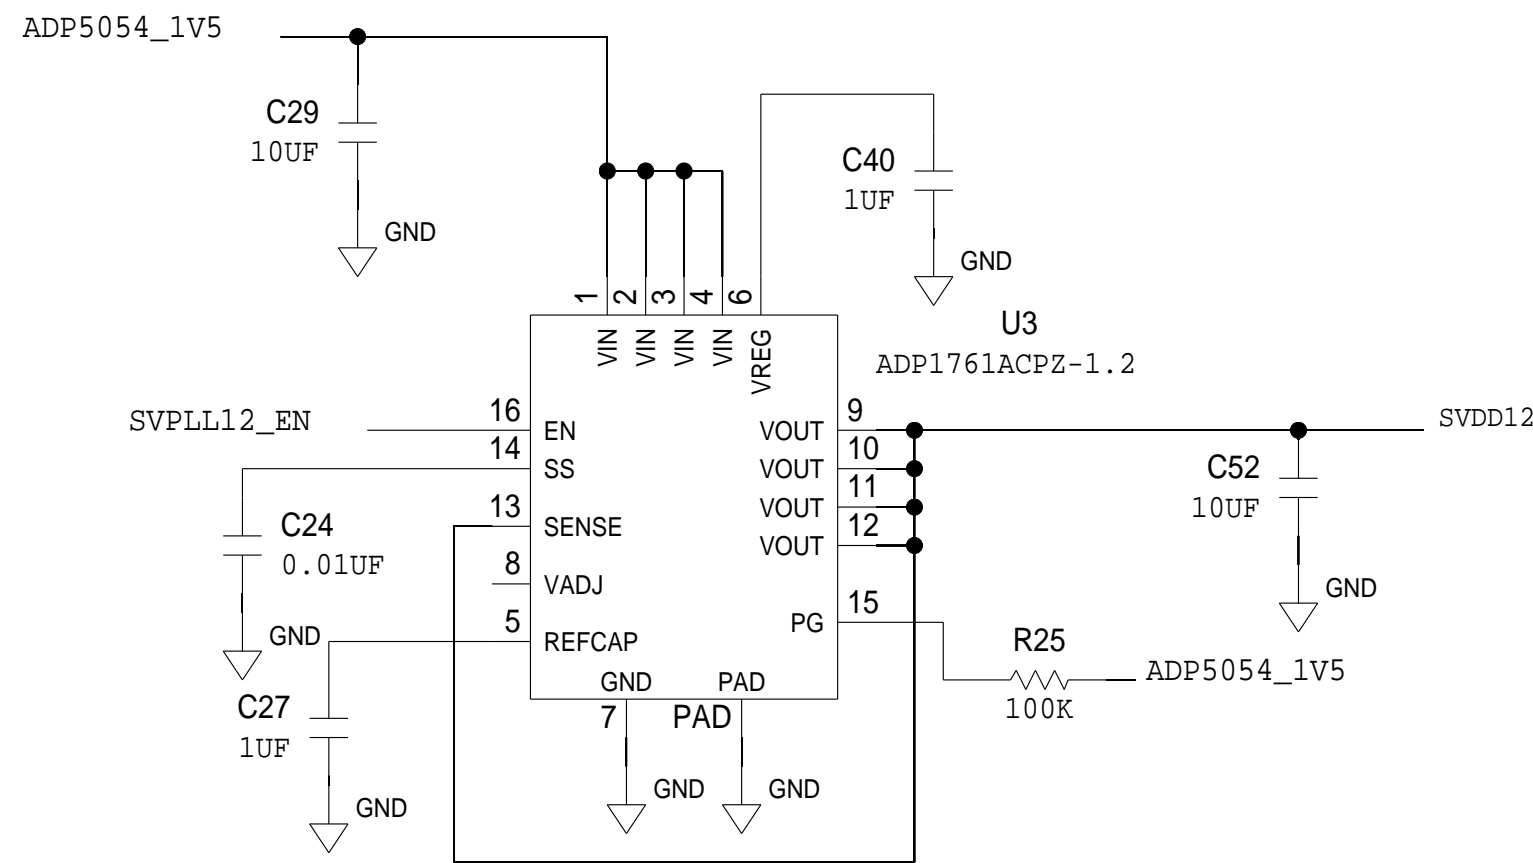 ADP5054_1V5
C29
10UF
GND
C40
1UF
GND
1
2
3
4
6
VIN
VIN
VIN
VIN
VREG
U3
ADP1761ACPZ-1.2
SVPLL12_EN
16
EN
14
SS
13
SENSE
8
VADJ
5
REFCAP
VOUT
9
VOUT
10
VOUT
11
VOUT
12
PG
15
SVDD12
C52
10UF
GND
C24
0.01UF
GND
R25
100K
ADP5054_1V5
GND
PAD
7
PAD
C27
1UF
GND
GND
GND